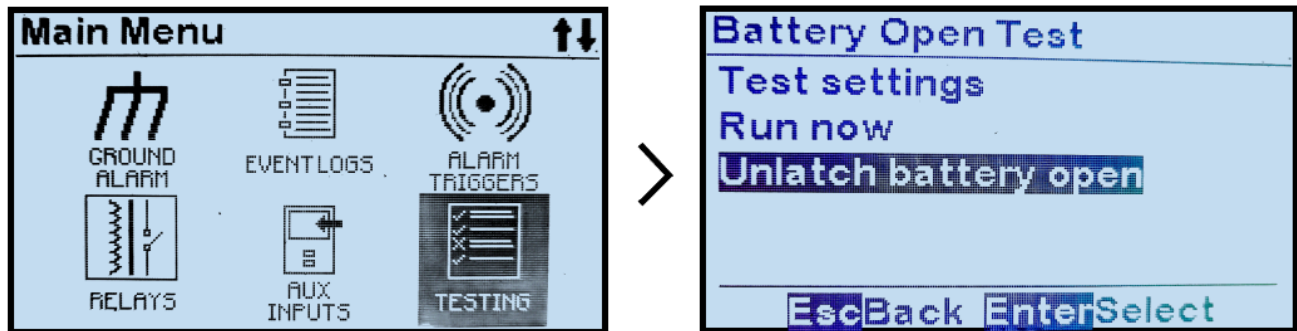 Main Menu
GROUND ALARM
EVENT LOGS
ALARM TRIGGERS
RELAYS
AUX INPUTS
TESTING
Battery Open Test
Test settings
Run now
Unlatch battery open
Esc Back Enter Select